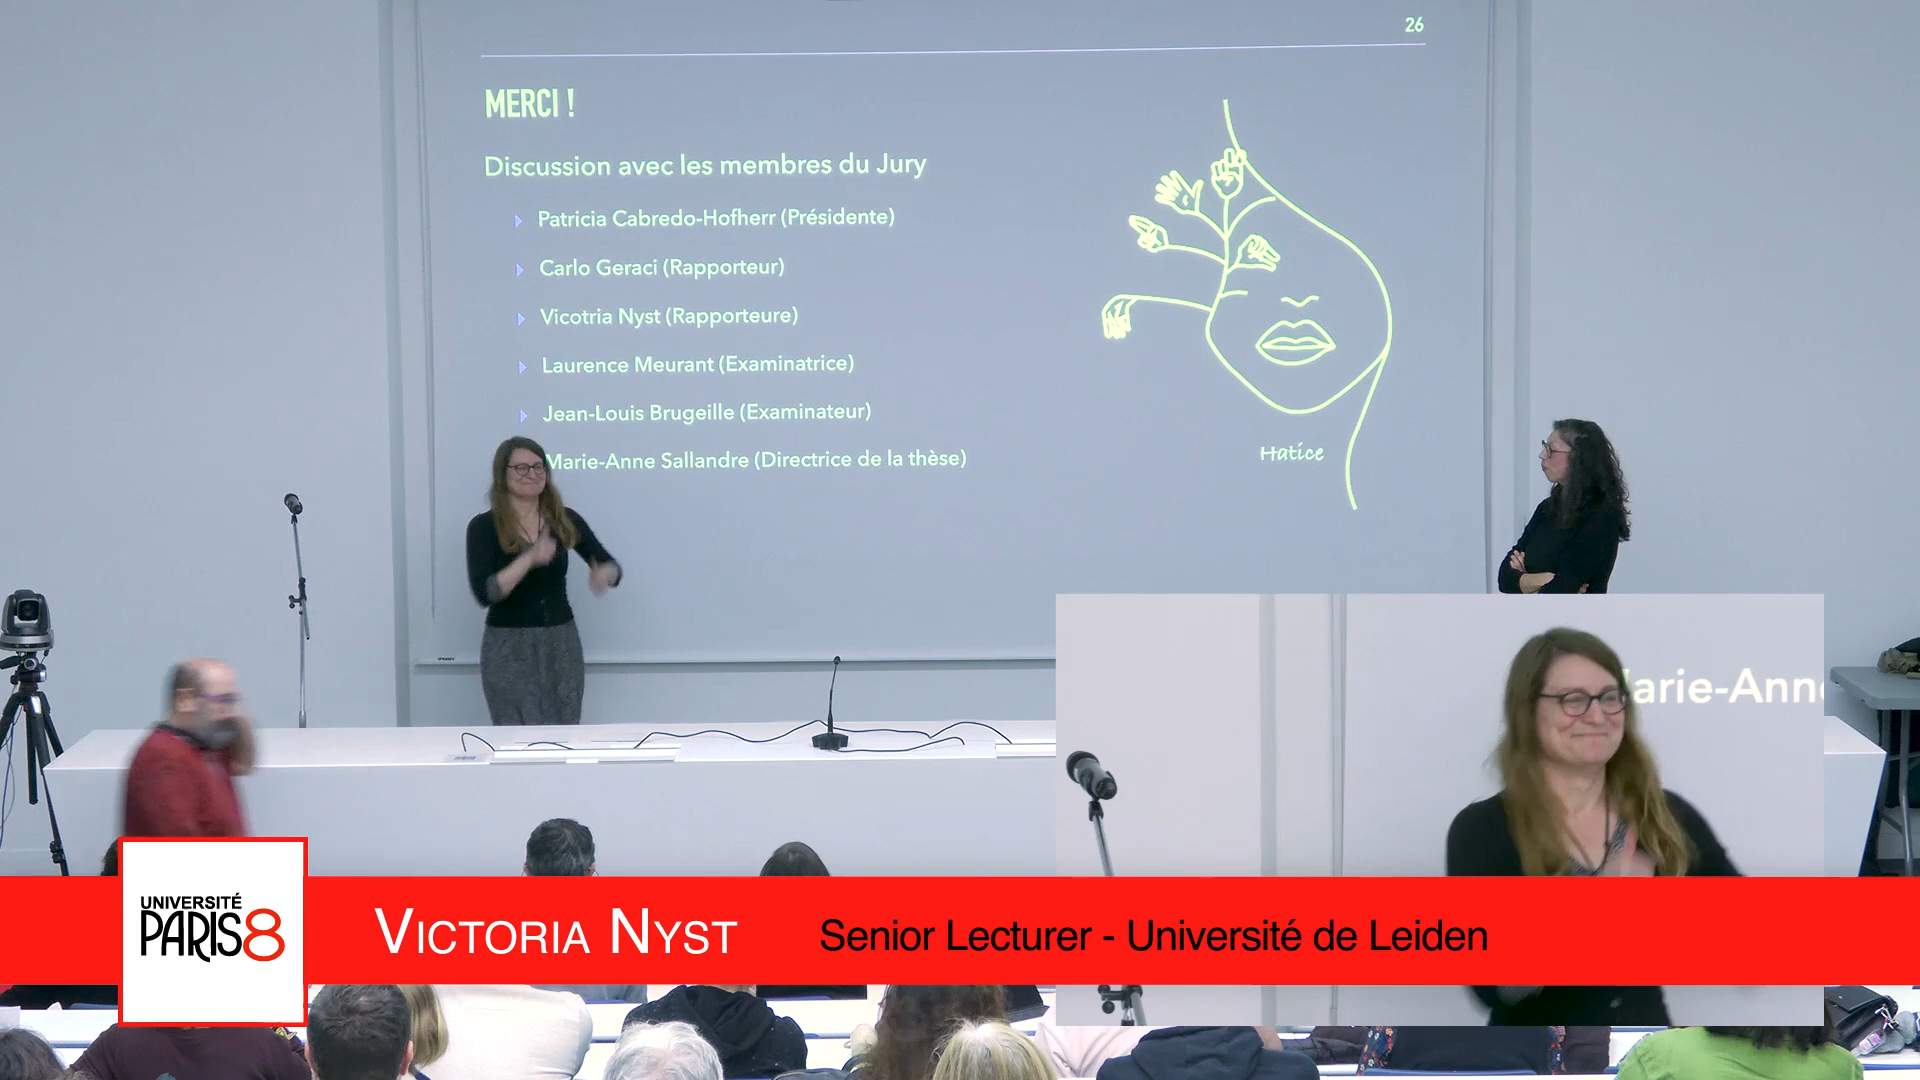 26
MERCI !
Discussion avec les membres du Jury
Patricia Cabredo-Hofherr (Présidente)
Carlo Geraci (Rapporteur)
Vicotria Nyst (Rapporteure)
Laurence Meurant (Examinatrice)
Jean-Louis Brugeille (Examinateur)
Marie-Anne Sallandre (Directrice de la thèse)
Hatice
arie-Anne
UNIVERSITÉ
PARIS8
VICTORIA NYST
Senior Lecturer - Université de Leiden